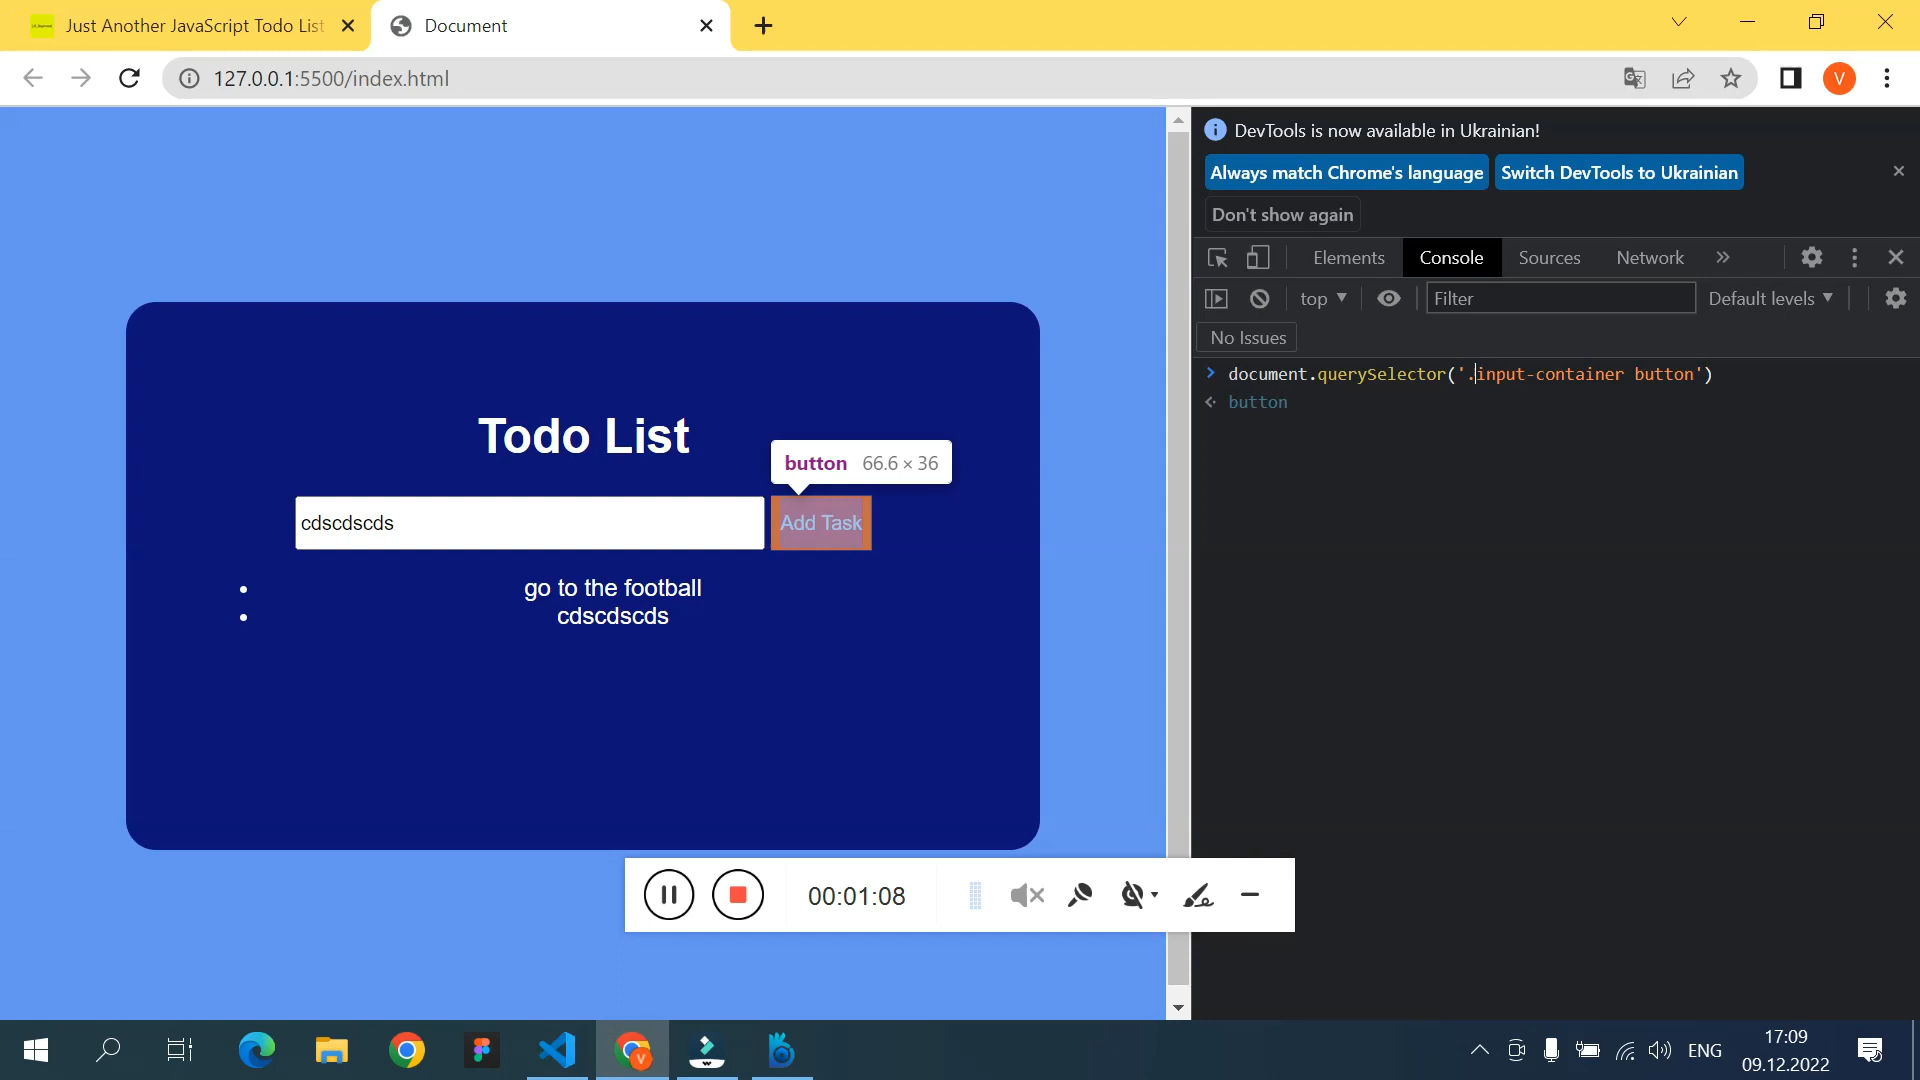 Just Another JavaScript Todo List
Document
127.0.0.1:5500/index.html
V
DevTools is now available in Ukrainian!
Always match Chrome's language
Switch DevTools to Ukrainian
Don't show again
Elements
Console
Sources
Network
top
Filter
Default levels
No Issues
document.querySelector('.input-container button')
button
Todo List
button 66.6 × 36
cdscdscds
Add Task
go to the football
cdscdscds
00:01:08
V
ENG
17:09
09.12.2022